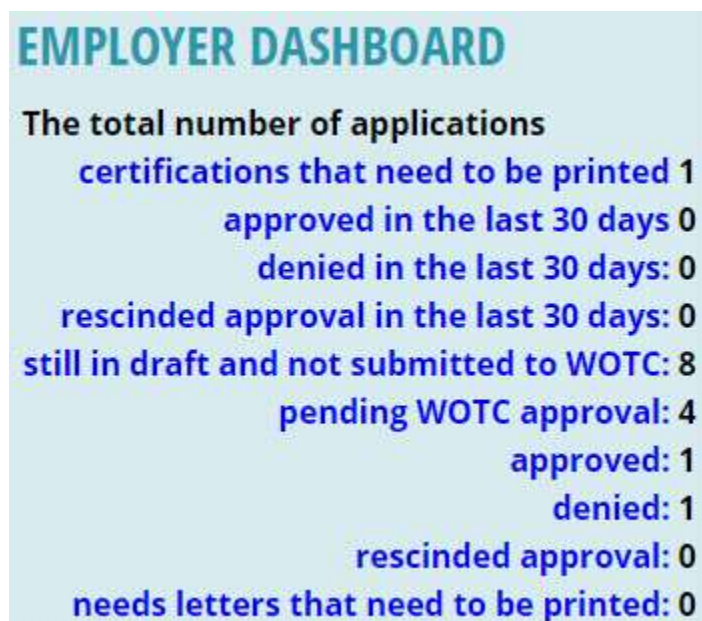 EMPLOYER DASHBOARD
The total number of applications
certifications that need to be printed 1
approved in the last 30 days 0
denied in the last 30 days: 0
rescinded approval in the last 30 days: 0
still in draft and not submitted to WOTC: 8
pending WOTC approval: 4
approved: 1
denied: 1
rescinded approval: 0
needs letters that need to be printed: 0